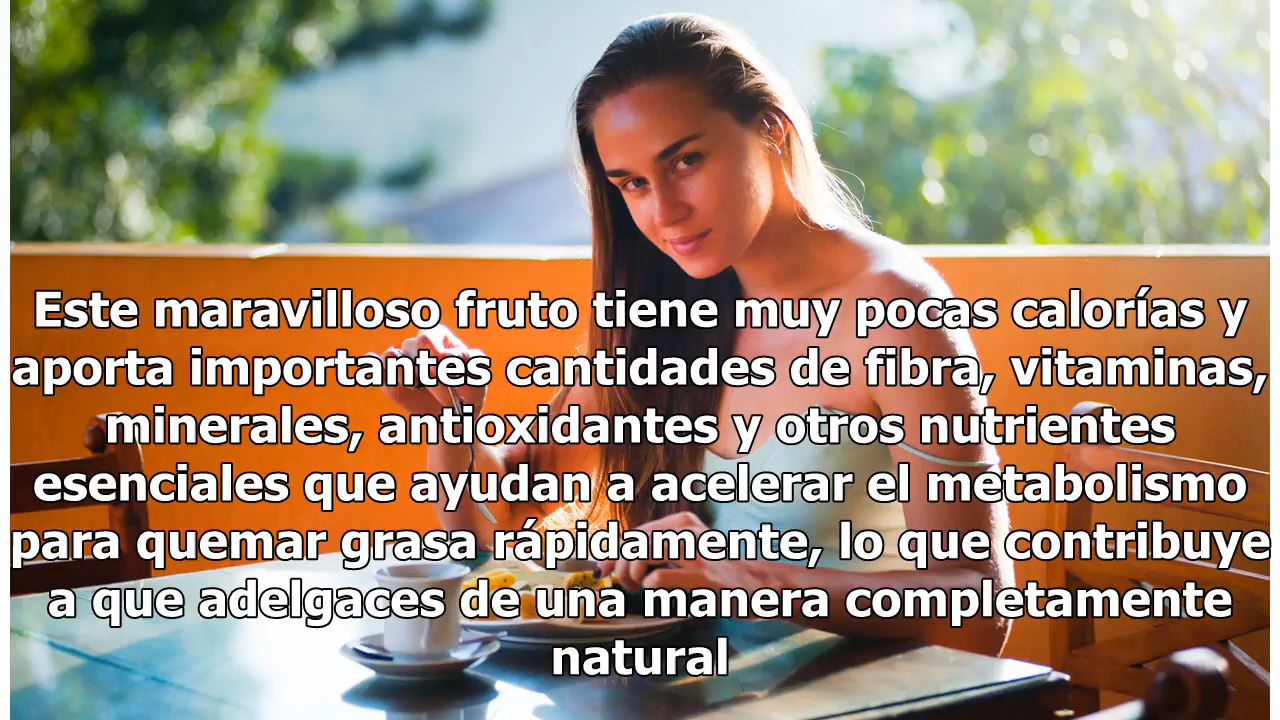 Este maravilloso fruto tiene muy pocas calorías y
aporta importantes cantidades de fibra, vitaminas,
minerales, antioxidantes y otros nutrientes
esenciales que ayudan a acelerar el metabolismo
para quemar grasa rápidamente, lo que contribuye
a que adelgaces de una manera completamente
natural